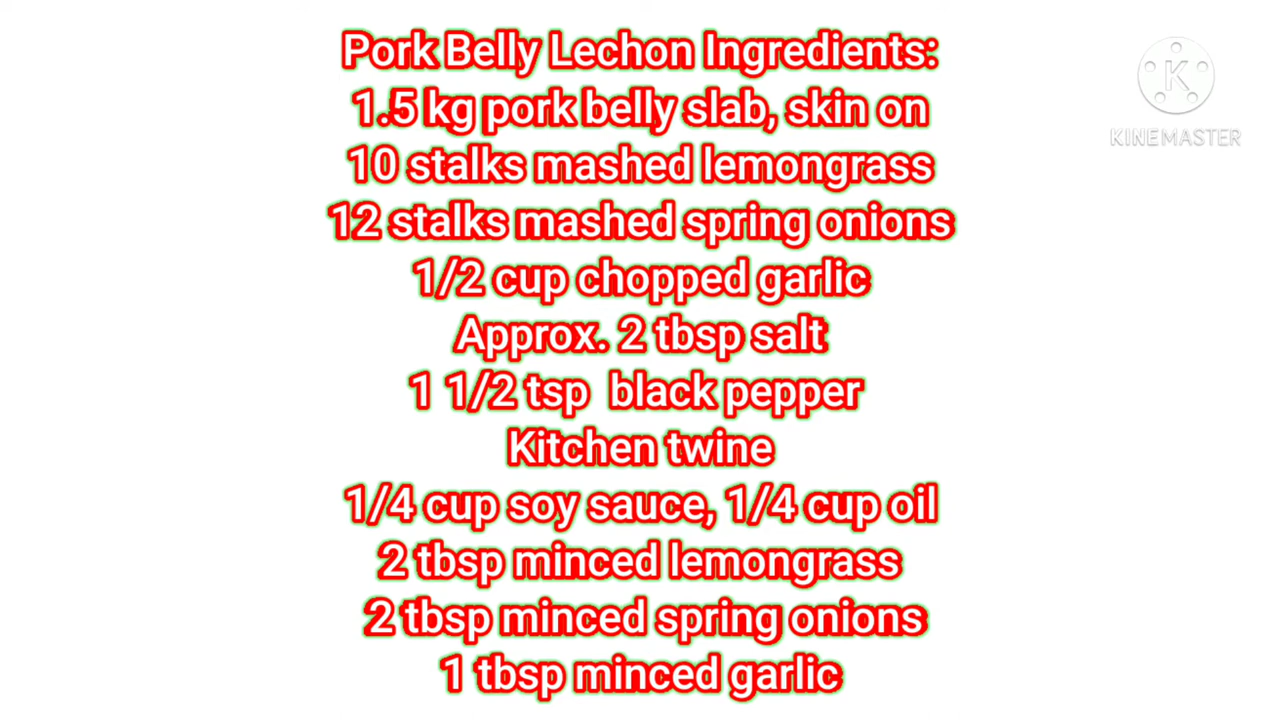 Pork Belly Lechon Ingredients:
1.5 kg pork belly slab, skin on
10 stalks mashed lemongrass
12 stalks mashed spring onions
1/2 cup chopped garlic
Approx. 2 tbsp salt
1 1/2 tsp  black pepper
Kitchen twine
1/4 cup soy sauce, 1/4 cup oil
2 tbsp minced lemongrass
2 tbsp minced spring onions
1 tbsp minced garlic
K
KINEMASTER